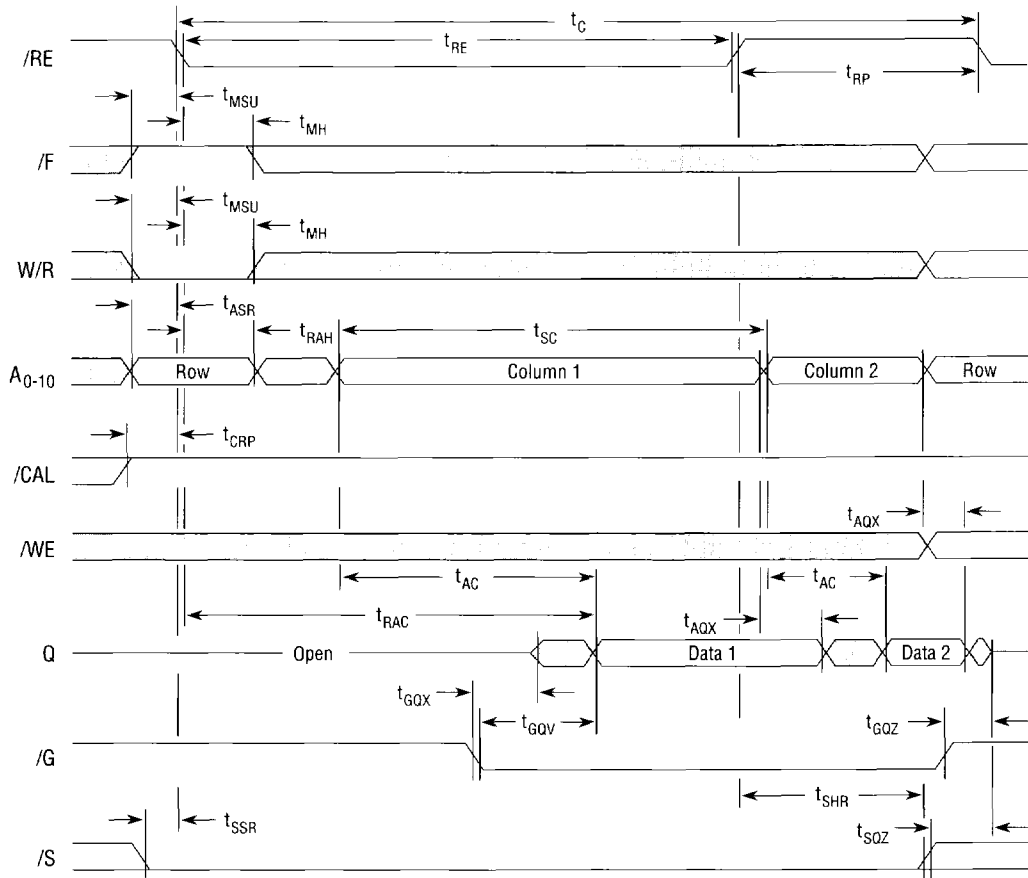 t_C
t_RE
/RE
t_RP
t_MSU
t_MH
/F
t_MSU
t_MH
W/R
t_ASR
t_RAH
t_SC
A_0-10
Row
Column 1
Column 2
Row
t_CRP
/CAL
t_AQX
/WE
t_AC
t_AC
t_RAC
t_AQX
Q
Open
Data 1
Data 2
t_GQX
t_GQV
t_GQZ
/G
t_SHR
t_SSR
t_SQZ
/S